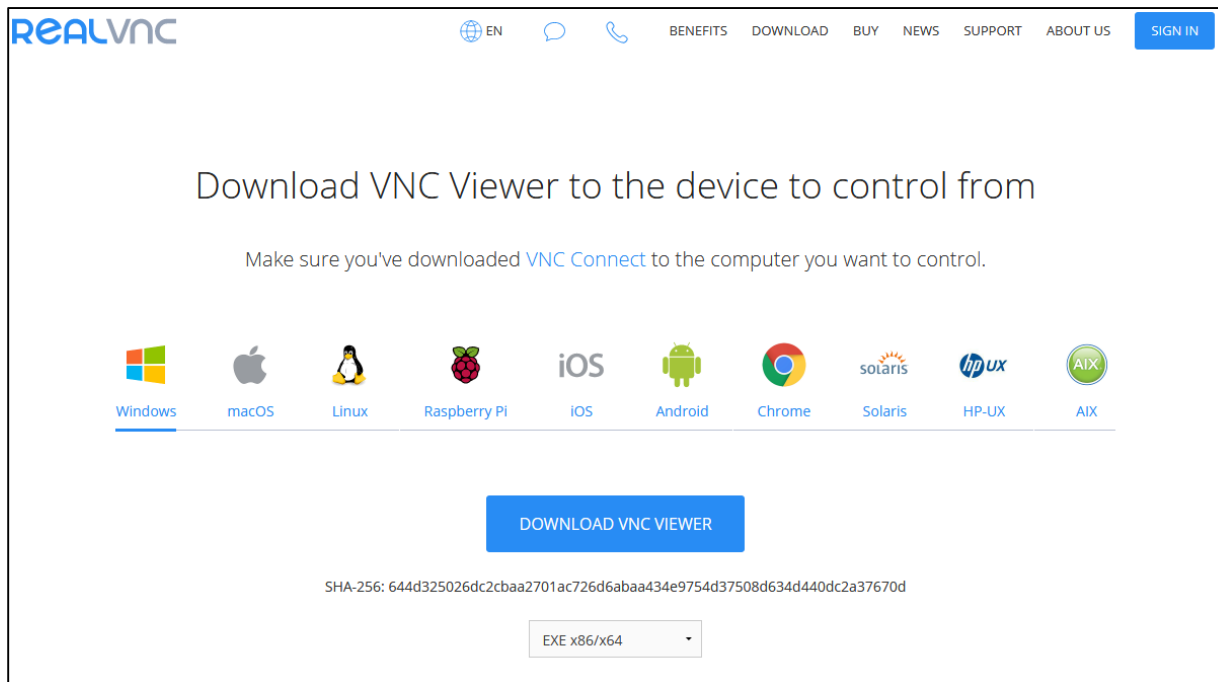 REALVNC EN BENEFITS DOWNLOAD BUY NEWS SUPPORT ABOUT US SIGN IN
Download VNC Viewer to the device to control from
Make sure you've downloaded VNC Connect to the computer you want to control.
iOS solaris hp UX AIX
Windows macOS Linux Raspberry Pi iOS Android Chrome Solaris HP-UX AIX
DOWNLOAD VNC VIEWER
SHA-256: 644d325026dc2cbaa2701ac726d6abaa434e9754d37508d634d440dc2a37670d
EXE x86/x64